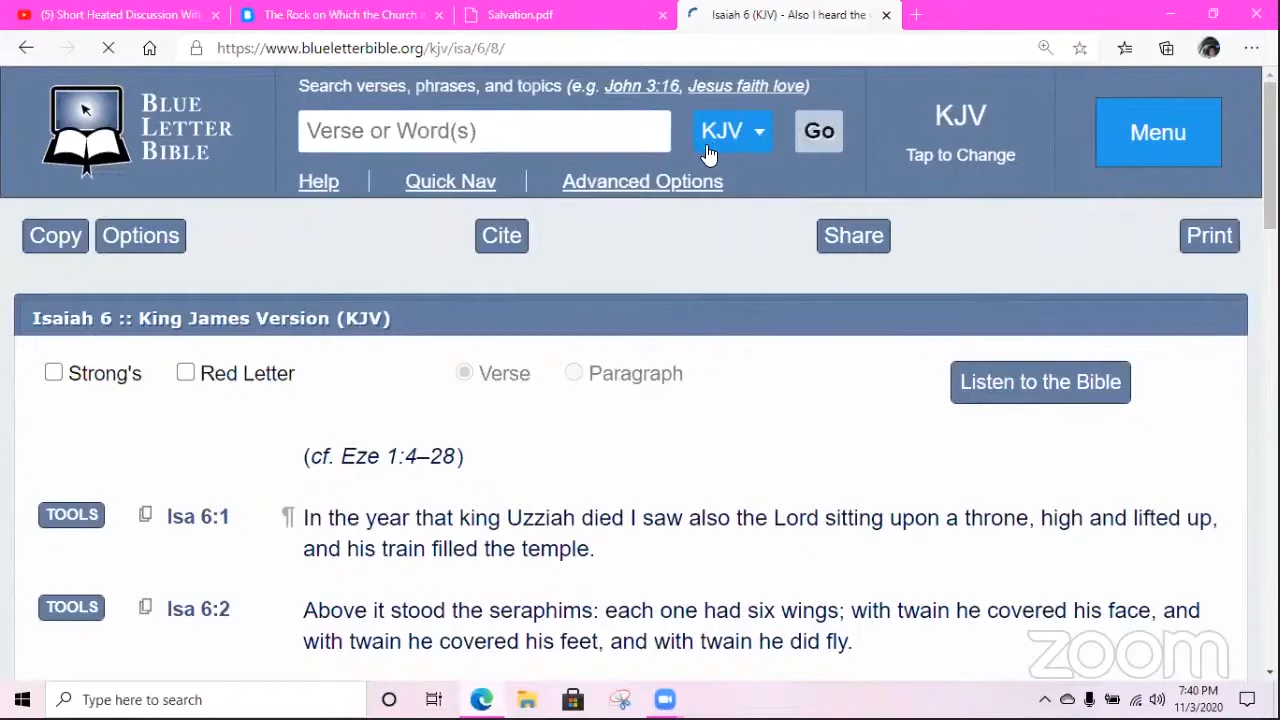 (5) Short Heated Discussion With
The Rock on Which the Church is
Salvation.pdf
Isaiah 6 (KJV) - Also I heard the
https://www.blueletterbible.org/kjv/isa/6/8/
Search verses, phrases, and topics (e.g. John 3:16, Jesus faith love)
BLUE
LETTER
BIBLE
Verse or Word(s)
KJV
Go
KJV
Tap to Change
Menu
Help
Quick Nav
Advanced Options
Copy
Options
Cite
Share
Print
Isaiah 6 :: King James Version (KJV)
Strong's
Red Letter
Verse
Paragraph
Listen to the Bible
(cf. Eze 1:4–28)
TOOLS Isa 6:1 ¶ In the year that king Uzziah died I saw also the Lord sitting upon a throne, high and lifted up,
and his train filled the temple.
TOOLS Isa 6:2 Above it stood the seraphims: each one had six wings; with twain he covered his face, and
with twain he covered his feet, and with twain he did fly.
zoom
Type here to search
7:40 PM
11/3/2020